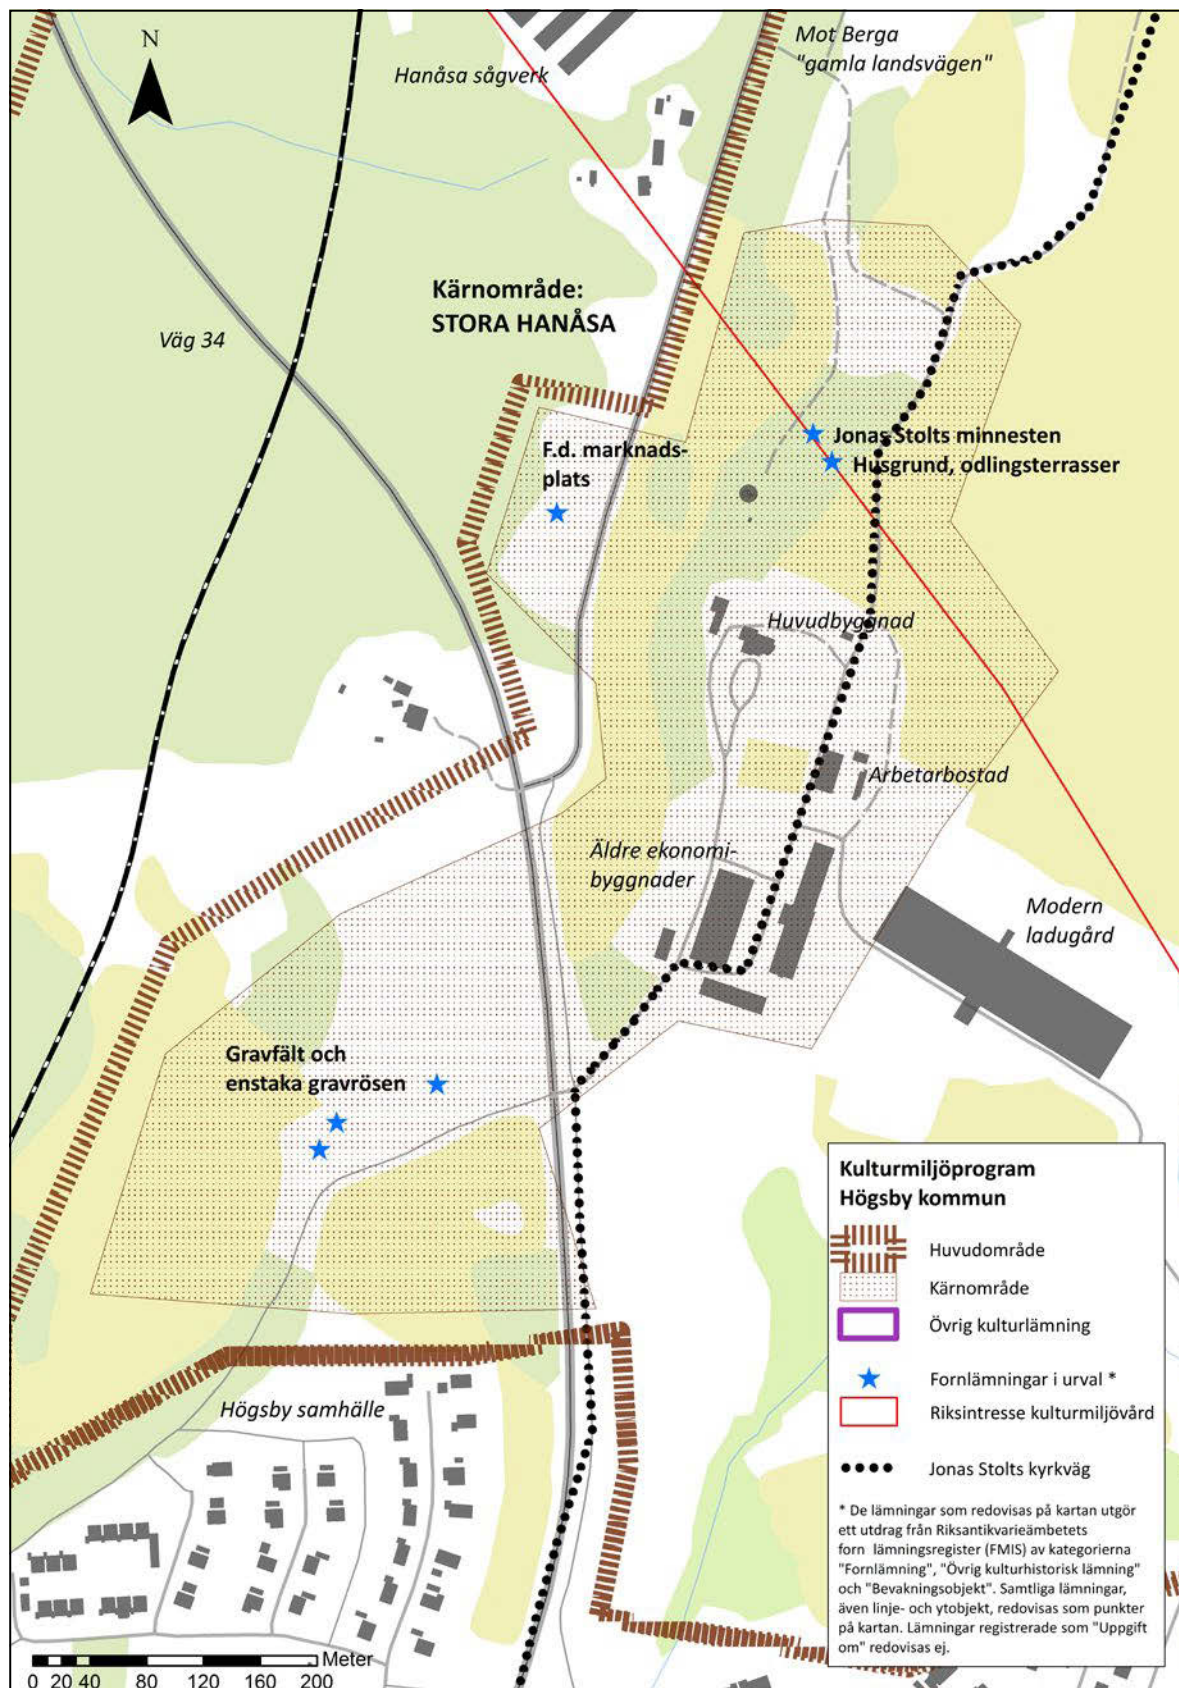 N
Hanåsa sågverk
Mot Berga
"gamla landsvägen"
Kärnområde:
STORA HANÅSA
Väg 34
F.d. marknads-
plats
Jonas Stolts minnesten
Husgrund, odlingsterrasser
Huvudbyggnad
Arbetarbostad
Äldre ekonomi-
byggnader
Modern
ladugård
Gravfält och
enstaka gravrösen
Högsby samhälle
Kulturmiljöprogram
Högsby kommun
Huvudområde
Kärnområde
Övrig kulturlämning
Fornlämningar i urval *
Riksintresse kulturmiljövård
Jonas Stolts kyrkväg
* De lämningar som redovisas på kartan utgör
ett utdrag från Riksantikvarieämbetets
forn lämningsregister (FMIS) av kategorierna
"Fornlämning", "Övrig kulturhistorisk lämning"
och "Bevakningsobjekt". Samtliga lämningar,
även linje- och ytobjekt, redovisas som punkter
på kartan. Lämningar registrerade som "Uppgift
om" redovisas ej.
Meter
0 20 40 80 120 160 200